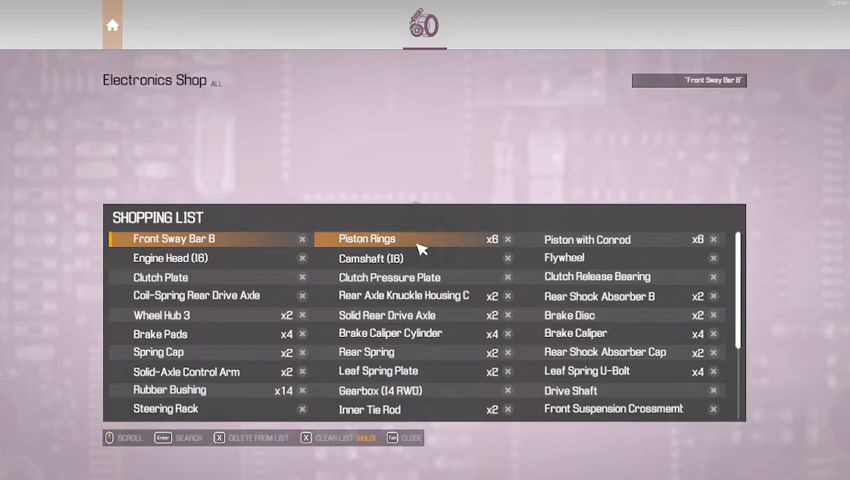 Electronics Shop ALL
"Front Sway Bar B"
SHOPPING LIST
Front Sway Bar B Piston Rings x6 Piston with Conrod x6
Engine Head (I6) Camshaft (I6) Flywheel
Clutch Plate Clutch Pressure Plate Clutch Release Bearing
Coil-Spring Rear Drive Axle Rear Axle Knuckle Housing C x2 Rear Shock Absorber B x2
Wheel Hub 3 x2 Solid Rear Drive Axle x2 Brake Disc x2
Brake Pads x4 Brake Caliper Cylinder x4 Brake Caliper x4
Spring Cap x2 Rear Spring x2 Rear Shock Absorber Cap x2
Solid-Axle Control Arm x2 Leaf Spring Plate x2 Leaf Spring U-Bolt x4
Rubber Bushing x14 Gearbox (I4 RWD) Drive Shaft
Steering Rack Inner Tie Rod x2 Front Suspension Crossmembt
SCROLL Enter SEARCH X DELETE FROM LIST X CLEAR LIST (HOLD) Tab CLOSE